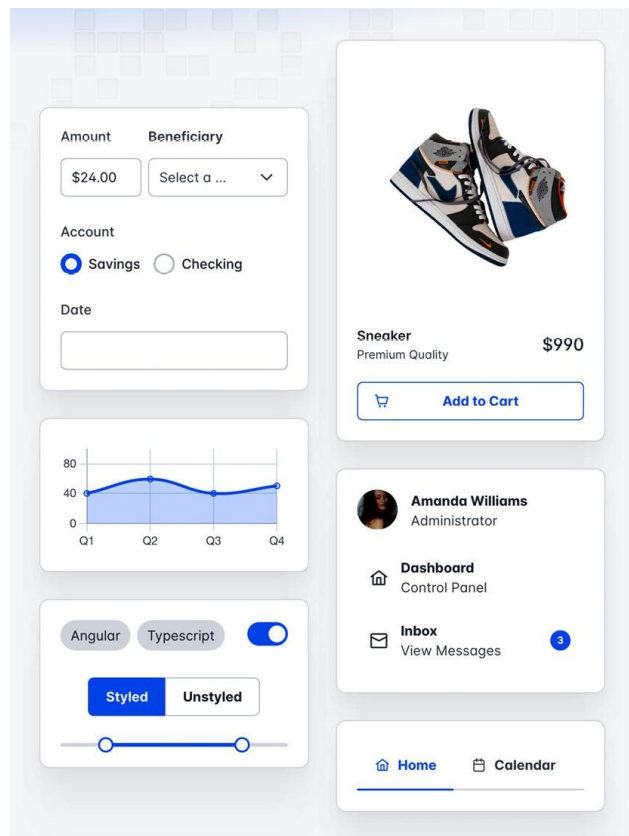 Amount
Beneficiary
$24.00
Select a ...
Account
Savings
Checking
Date
80
40
0
Q1
Q2
Q3
Q4
Angular
Typescript
Styled
Unstyled
Sneaker
Premium Quality
$990
Add to Cart
Amanda Williams
Administrator
Dashboard
Control Panel
Inbox
View Messages
3
Home
Calendar